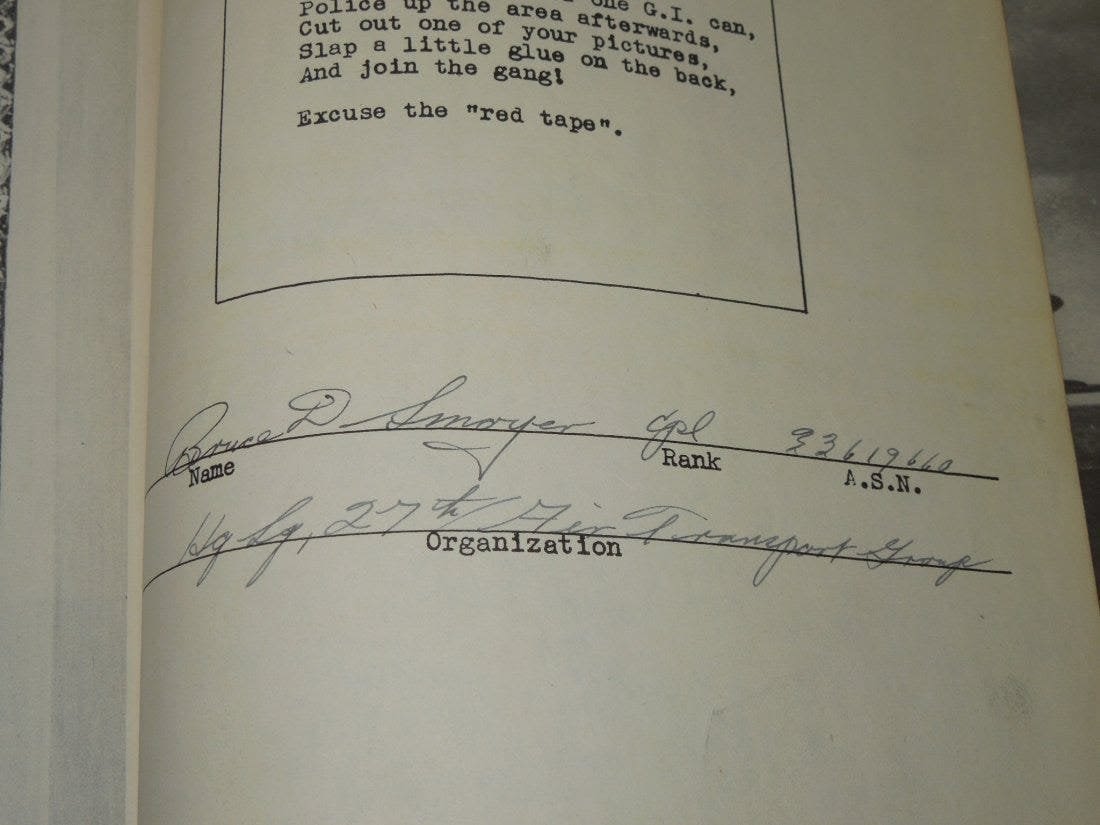 one G.I. can,
Police up the area afterwards,
Cut out one of your pictures,
Slap a little glue on the back,
And join the gang!
Excuse the "red tape".
Bruce D Smoyer Cpl 33619660
Name Rank A.S.N.
Hq Sq, 27th Air Transport Group
Organization